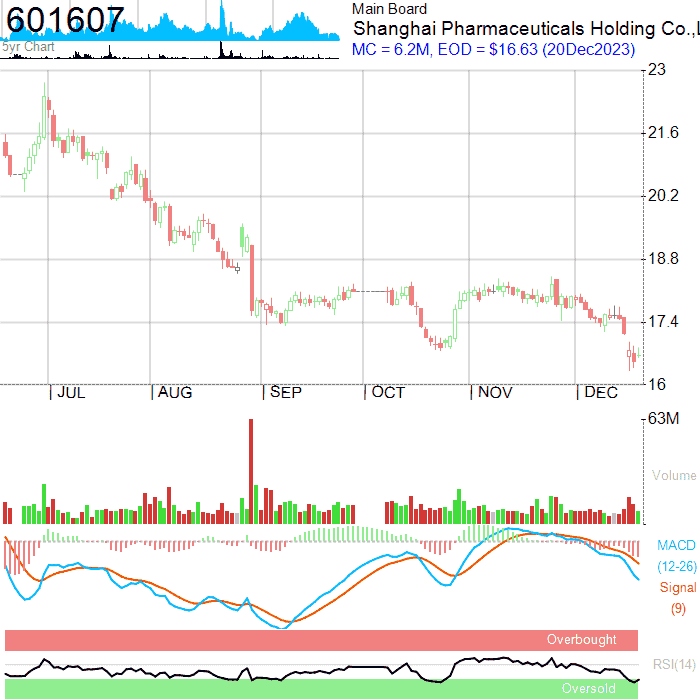 601607
5yr Chart
Main Board
Shanghai Pharmaceuticals Holding Co.,L
MC = 6.2M, EOD = $16.63 (20Dec2023)
23
21.6
20.2
18.8
17.4
16
JUL AUG SEP OCT NOV DEC
63M
Volume
MACD
(12-26)
Signal
(9)
Overbought
RSI(14)
Oversold